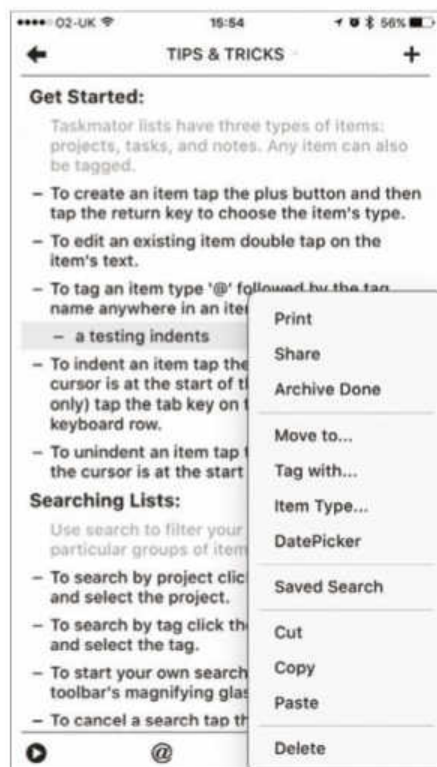 O2-UK 15:54 56%
TIPS & TRICKS
Get Started:
Taskmator lists have three types of items:
projects, tasks, and notes. Any item can also
be tagged.
– To create an item tap the plus button and then
tap the return key to choose the item's type.
– To edit an existing item double tap on the
item's text.
– To tag an item type '@' followed by the tag
name anywhere in an ite
– a testing indents
– To indent an item tap the
cursor is at the start of th
only) tap the tab key on t
keyboard row.
– To unindent an item tap t
the cursor is at the start
Searching Lists:
Use search to filter your
particular groups of item
– To search by project clic
and select the project.
– To search by tag click the
and select the tag.
– To start your own search
toolbar's magnifying glas
– To cancel a search tap th
@
Print
Share
Archive Done
Move to...
Tag with...
Item Type...
DatePicker
Saved Search
Cut
Copy
Paste
Delete